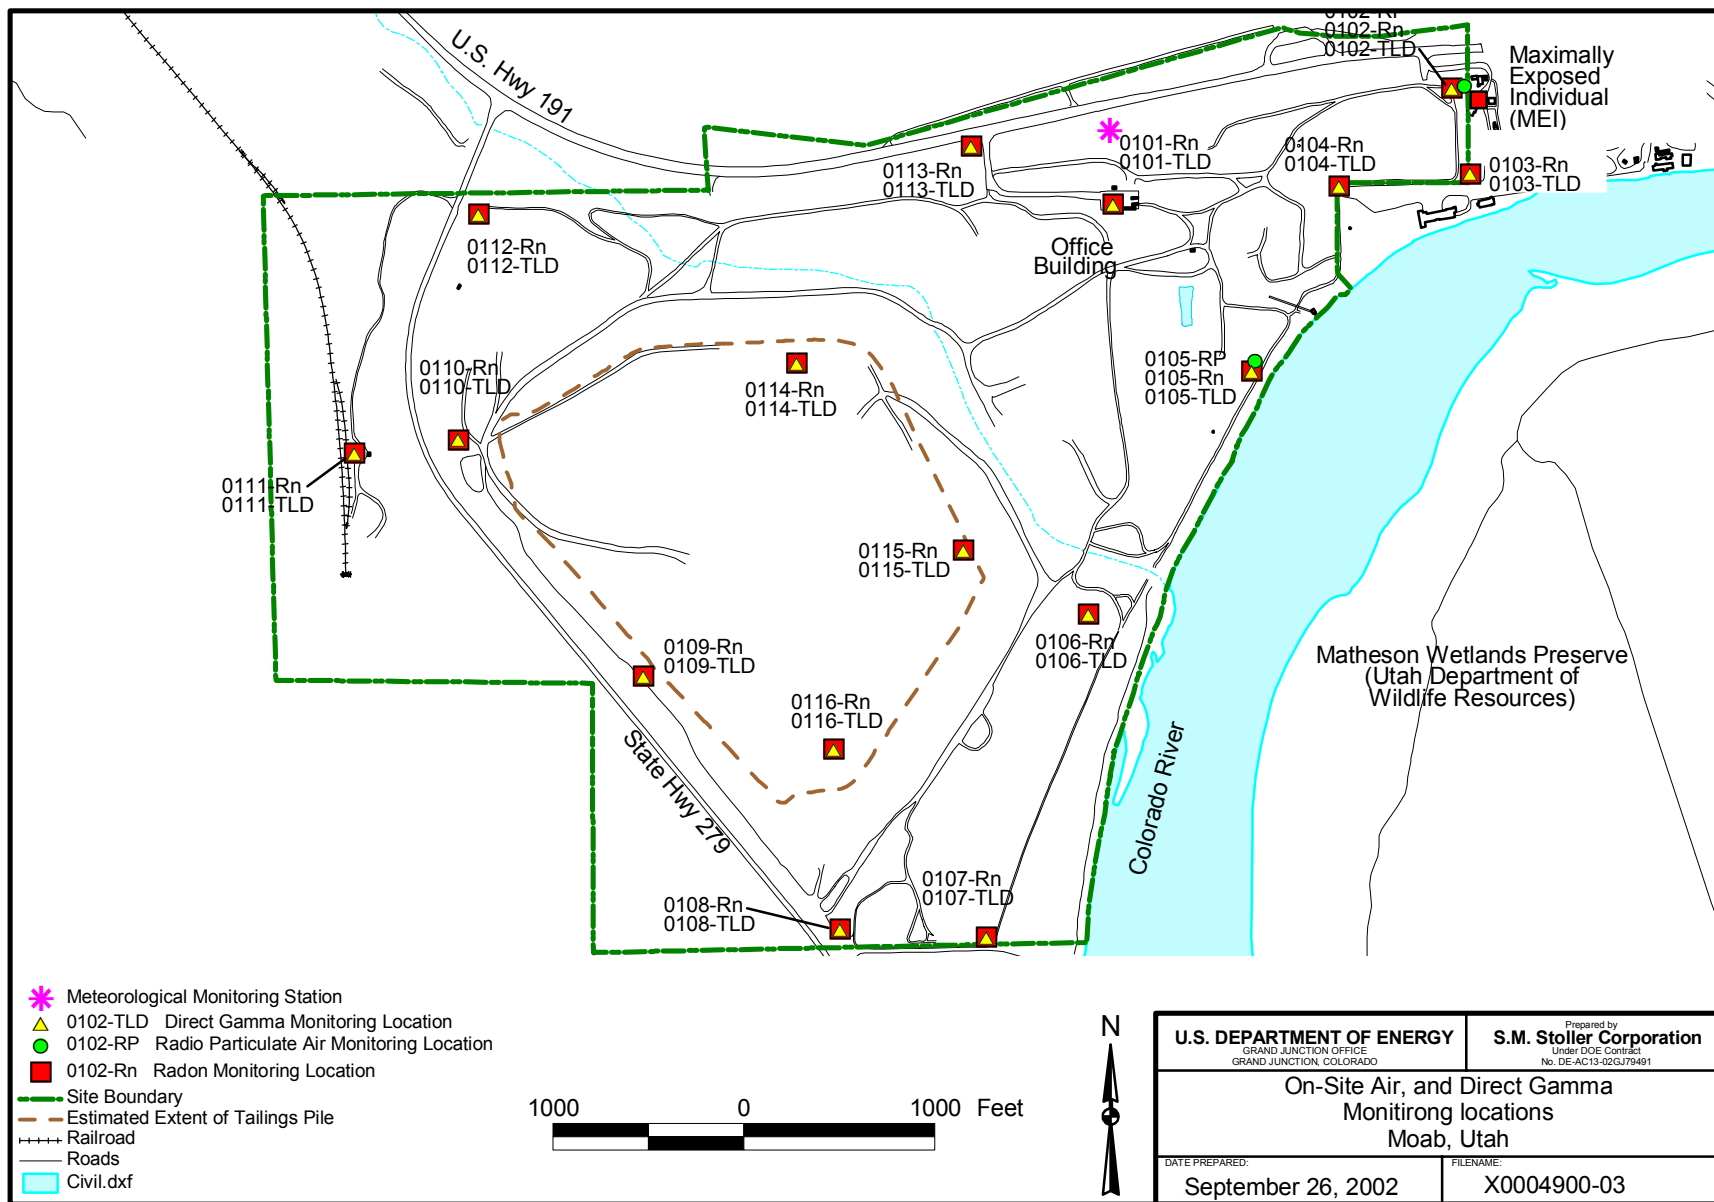 U.S. Hwy 191
0102-RP
0102-Rn
0102-TLD
Maximally
Exposed
Individual
(MEI)
0101-Rn
0101-TLD
0104-Rn
0104-TLD
0103-Rn
0103-TLD
0113-Rn
0113-TLD
0112-Rn
0112-TLD
Office
Building
0110-Rn
0110-TLD
0114-Rn
0114-TLD
0105-RP
0105-Rn
0105-TLD
0111-Rn
0111-TLD
0115-Rn
0115-TLD
0106-Rn
0106-TLD
0109-Rn
0109-TLD
Matheson Wetlands Preserve
(Utah Department of
Wildlife Resources)
0116-Rn
0116-TLD
State Hwy 279
Colorado River
0107-Rn
0107-TLD
0108-Rn
0108-TLD
Meteorological Monitoring Station
0102-TLD Direct Gamma Monitoring Location
0102-RP Radio Particulate Air Monitoring Location
0102-Rn Radon Monitoring Location
Site Boundary
Estimated Extent of Tailings Pile
Railroad
Roads
Civil.dxf
1000 0 1000 Feet
N
U.S. DEPARTMENT OF ENERGY
GRAND JUNCTION OFFICE
GRAND JUNCTION, COLORADO
Prepared by
S.M. Stoller Corporation
Under DOE Contract
No. DE-AC13-02GJ79491
On-Site Air, and Direct Gamma
Monitirong locations
Moab, Utah
DATE PREPARED:
September 26, 2002
FILENAME:
X0004900-03